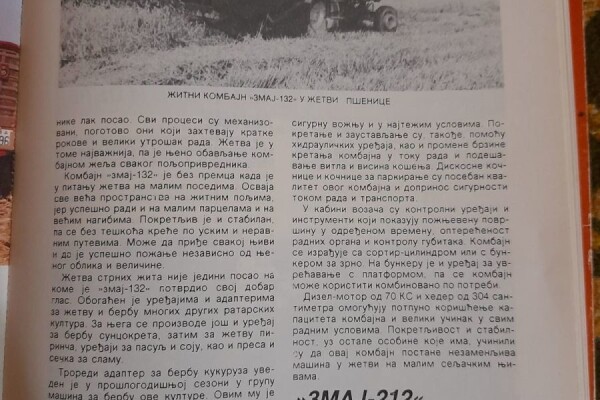 ЖИТНИ КОМБАЈН »ЗМАЈ-132« У ЖЕТВИ ПШЕНИЦЕ
нике лак посао. Сви процеси су механизо-
вани, поготово они који захтевају кратке
рокове и велики утрошак рада. Жетва је у
томе најважнија, па је њено обављање ком-
бајном жеља сваког пољопривредника
Комбајн »змај-132« је без премца када је
у питању жетва на малим поседима. Осваја
све већа пространства на житним пољима,
јер успешно ради и на малим парцелама и на
већим нагибима. Покретљив је и стабилан,
па се без тешкоћа креће по уским и нерав-
ним путевима. Може да приђе свакој њиви
и да је успешно пожање независно од ње-
ног облика и величине.
Жетва стрних жита није једини посао на
коме је »змај-132« потврдио свој добар
глас. Обогаћен је уређајима и адаптерима
за жетву и бербу многих других ратарских
култура. За њега се производе још и уређај
за бербу сунцокрета, затим за жетву пи-
ринча, уређаји за пасуљ и соју, као и преса и
сечка за сламу.
Трореди адаптер за бербу кукуруза уве-
ден је у прошлогодишњој сезони у групу
машина за бербу ове културе. Овим му је
сигурну вожњу и у најтежим условима. По-
кретање и заустављање су, такође, помоћу
хидрауличких уређаја, као и промене брзине
кретања комбајна у току рада и подеша-
вање витла и висина кошења. Дискосне коч-
нице и кочнице за паркирање су посебан ква-
литет овог комбајна и допринос сигурности
током рада и транспорта.
У кабини возача су контролни уређаји и
инструменти који показују пожњевену повр-
шину у одређеном времену, оптерећеност
радних органа и контролу губитака. Комбајн
се израђује са сортир-цилиндром или с бун-
кером за зрно. На бункеру је и уређај за ув-
рећавање с платформом, па се комбајн
може користити комбиновано по потреби.
Дизел-мотор од 70 КС и хедер од 304 сан-
тиметра омогућују потпуно коришћење ка-
пацитета комбајна и велики учинак у свим
радним условима. Покретљивост и стабил-
ност, уз остале особине које има, учинили
су да овај комбајн постане незаменљива
машина у жетви на малим сељачким њи-
вама.
»ЗМАЈ-212«